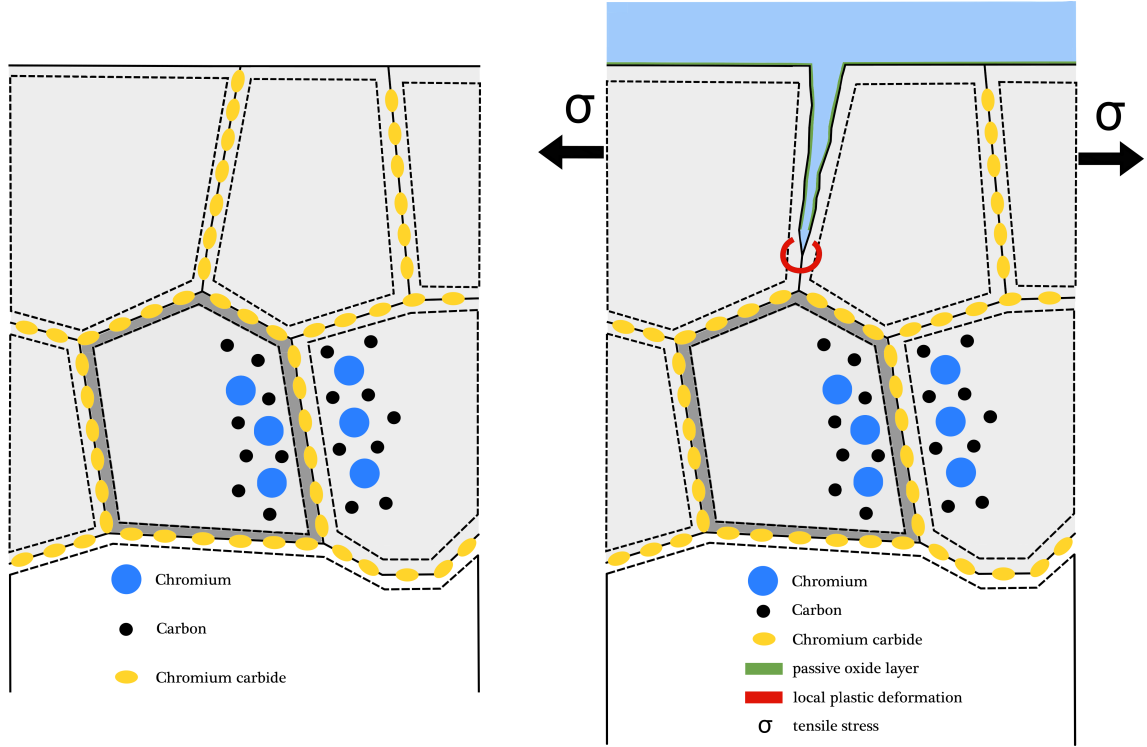 σ
σ
Chromium
Carbon
Chromium carbide
Chromium
Carbon
Chromium carbide
passive oxide layer
local plastic deformation
σ tensile stress